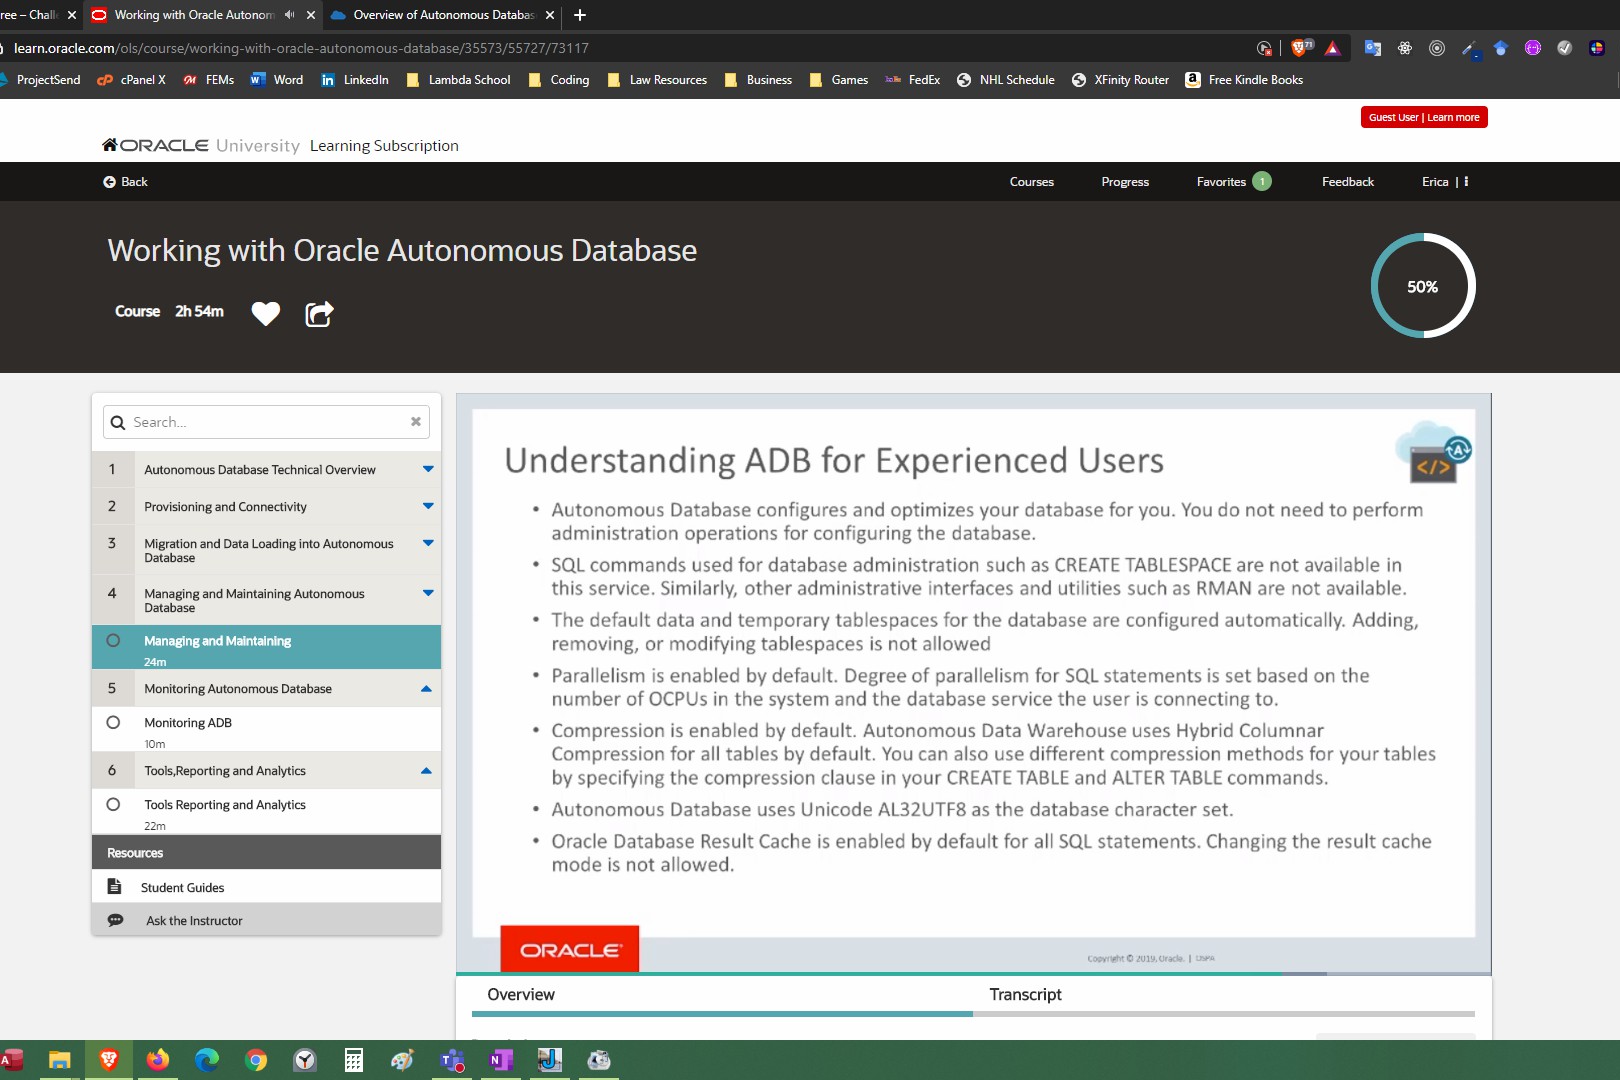 ree – Chall
Working with Oracle Autonom
Overview of Autonomous Databas
learn.oracle.com/ols/course/working-with-oracle-autonomous-database/35573/55727/73117
71
ProjectSend
cPanel X
FEMs
Word
LinkedIn
Lambda School
Coding
Law Resources
Business
Games
FedEx
NHL Schedule
XFinity Router
Free Kindle Books
Guest User | Learn more
ORACLE University Learning Subscription
Back
Courses
Progress
Favorites 1
Feedback
Erica |
Working with Oracle Autonomous Database
Course 2h 54m
50%
Search...
1 Autonomous Database Technical Overview
2 Provisioning and Connectivity
3 Migration and Data Loading into Autonomous
Database
4 Managing and Maintaining Autonomous
Database
Managing and Maintaining
24m
5 Monitoring Autonomous Database
Monitoring ADB
10m
6 Tools,Reporting and Analytics
Tools Reporting and Analytics
22m
Resources
Student Guides
Ask the Instructor
Understanding ADB for Experienced Users
</>
A
• Autonomous Database configures and optimizes your database for you. You do not need to perform
administration operations for configuring the database.
• SQL commands used for database administration such as CREATE TABLESPACE are not available in
this service. Similarly, other administrative interfaces and utilities such as RMAN are not available.
• The default data and temporary tablespaces for the database are configured automatically. Adding,
removing, or modifying tablespaces is not allowed
• Parallelism is enabled by default. Degree of parallelism for SQL statements is set based on the
number of OCPUs in the system and the database service the user is connecting to.
• Compression is enabled by default. Autonomous Data Warehouse uses Hybrid Columnar
Compression for all tables by default. You can also use different compression methods for your tables
by specifying the compression clause in your CREATE TABLE and ALTER TABLE commands.
• Autonomous Database uses Unicode AL32UTF8 as the database character set.
• Oracle Database Result Cache is enabled by default for all SQL statements. Changing the result cache
mode is not allowed.
ORACLE
Copyright © 2019, Oracle. |
Overview
Transcript